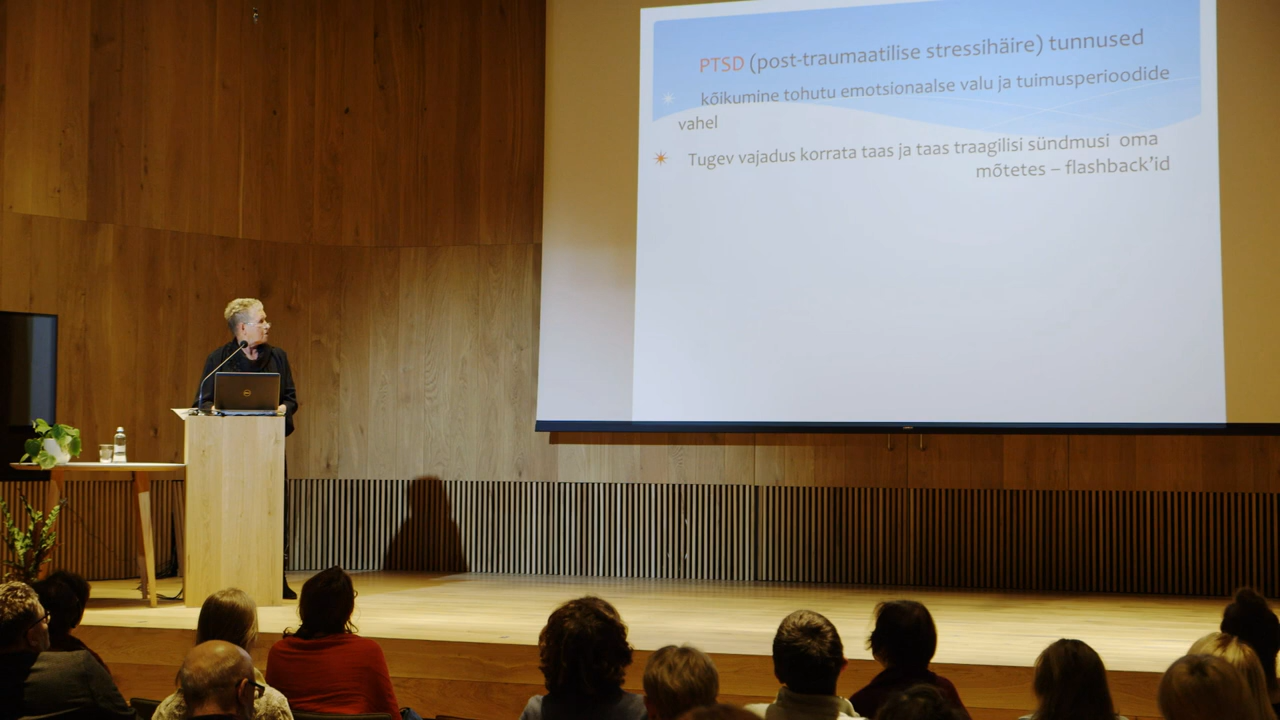 PTSD (post-traumaatilise stressihäire) tunnused
kõikumine tohutu emotsionaalse valu ja tuimusperioodide
vahel
Tugev vajadus korrata taas ja taas traagilisi sündmusi oma
mõtetes – flashback'id
DELL